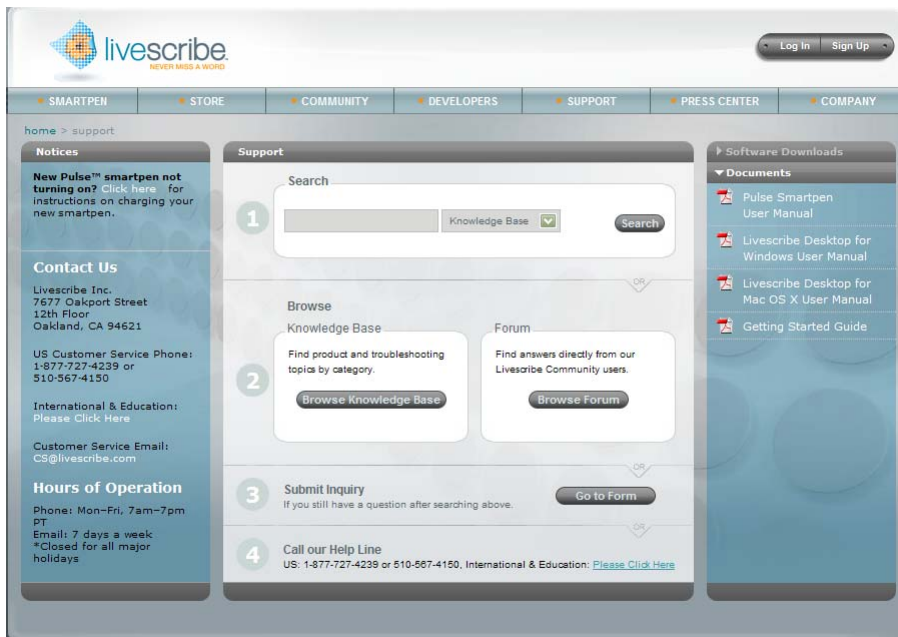 livescribe
NEVER MISS A WORD
Log In
Sign Up
SMARTPEN
STORE
COMMUNITY
DEVELOPERS
SUPPORT
PRESS CENTER
COMPANY
home > support
Notices
New Pulse™ smartpen not
turning on? Click here for
instructions on charging your
new smartpen.
Contact Us
Livescribe Inc.
7677 Oakport Street
12th Floor
Oakland, CA 94621
US Customer Service Phone:
1-877-727-4239 or
510-567-4150
International & Education:
Please Click Here
Customer Service Email:
CS@livescribe.com
Hours of Operation
Phone: Mon-Fri, 7am-7pm
PT
Email: 7 days a week
*Closed for all major
holidays
Support
Search
1
Knowledge Base
Search
OR
Browse
2
Knowledge Base
Find product and troubleshooting
topics by category.
Browse Knowledge Base
Forum
Find answers directly from our
Livescribe Community users.
Browse Forum
OR
3
Submit Inquiry
If you still have a question after searching above.
Go to Form
OR
4
Call our Help Line
US: 1-877-727-4239 or 510-567-4150, International & Education: Please Click Here
Software Downloads
Documents
Pulse Smartpen
User Manual
Livescribe Desktop for
Windows User Manual
Livescribe Desktop for
Mac OS X User Manual
Getting Started Guide